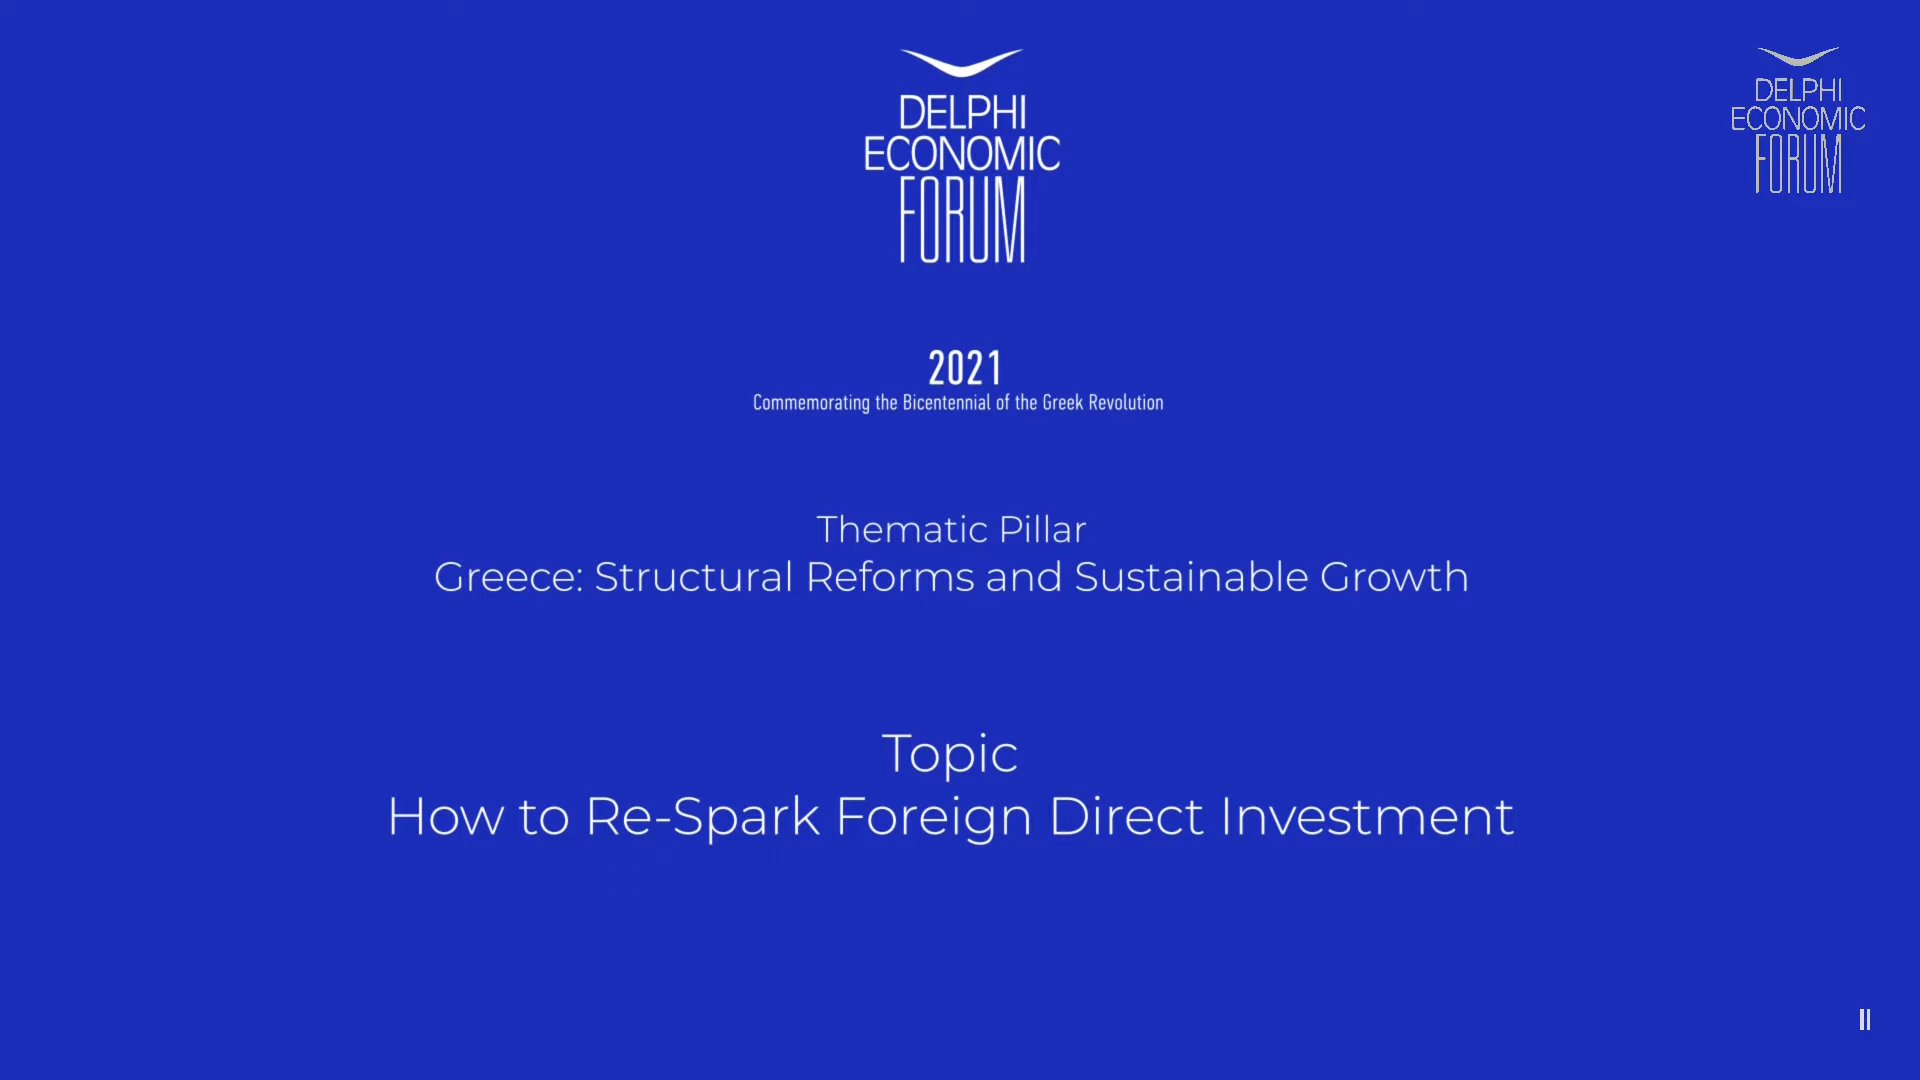 DELPHI
ECONOMIC
FORUM
DELPHI
ECONOMIC
FORUM
2021
Commemorating the Bicentennial of the Greek Revolution
Thematic Pillar
Greece: Structural Reforms and Sustainable Growth
Topic
How to Re-Spark Foreign Direct Investment